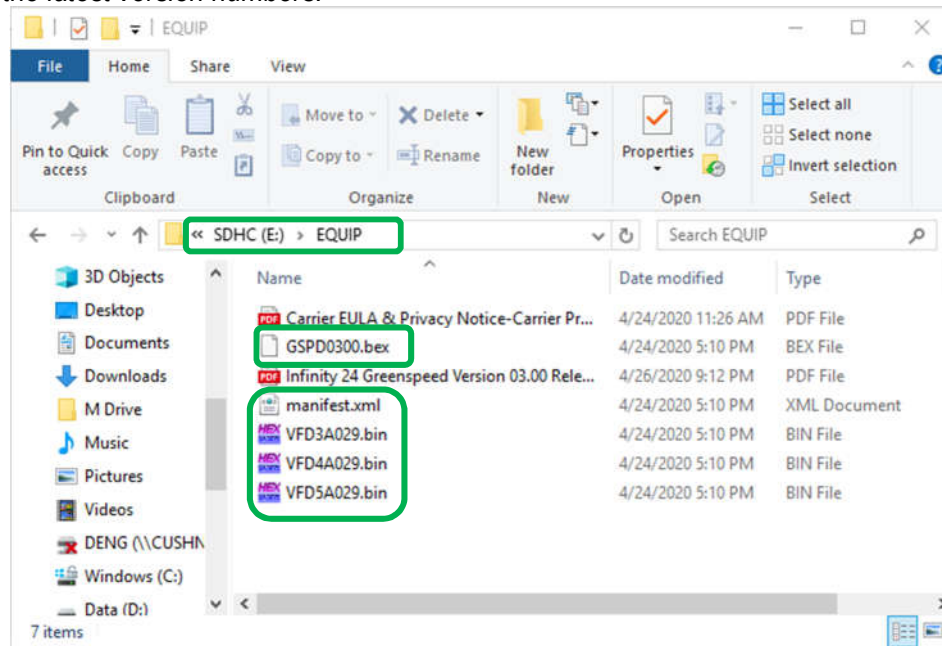 EQUIP
File Home Share View
Pin to Quick access
Copy
Paste
Move to
Copy to
Delete
Rename
New folder
Properties
Select all
Select none
Invert selection
Clipboard Organize New Open Select
« SDHC (E:) › EQUIP
Search EQUIP
3D Objects
Desktop
Documents
Downloads
M Drive
Music
Pictures
Videos
DENG (\\CUSHN
Windows (C:)
Data (D:)
Name Date modified Type
Carrier EULA & Privacy Notice-Carrier Pr... 4/24/2020 11:26 AM PDF File
GSPD0300.bex 4/24/2020 5:10 PM BEX File
Infinity 24 Greenspeed Version 03.00 Rele... 4/26/2020 9:12 PM PDF File
manifest.xml 4/24/2020 5:10 PM XML Document
VFD3A029.bin 4/24/2020 5:10 PM BIN File
VFD4A029.bin 4/24/2020 5:10 PM BIN File
VFD5A029.bin 4/24/2020 5:10 PM BIN File
7 items